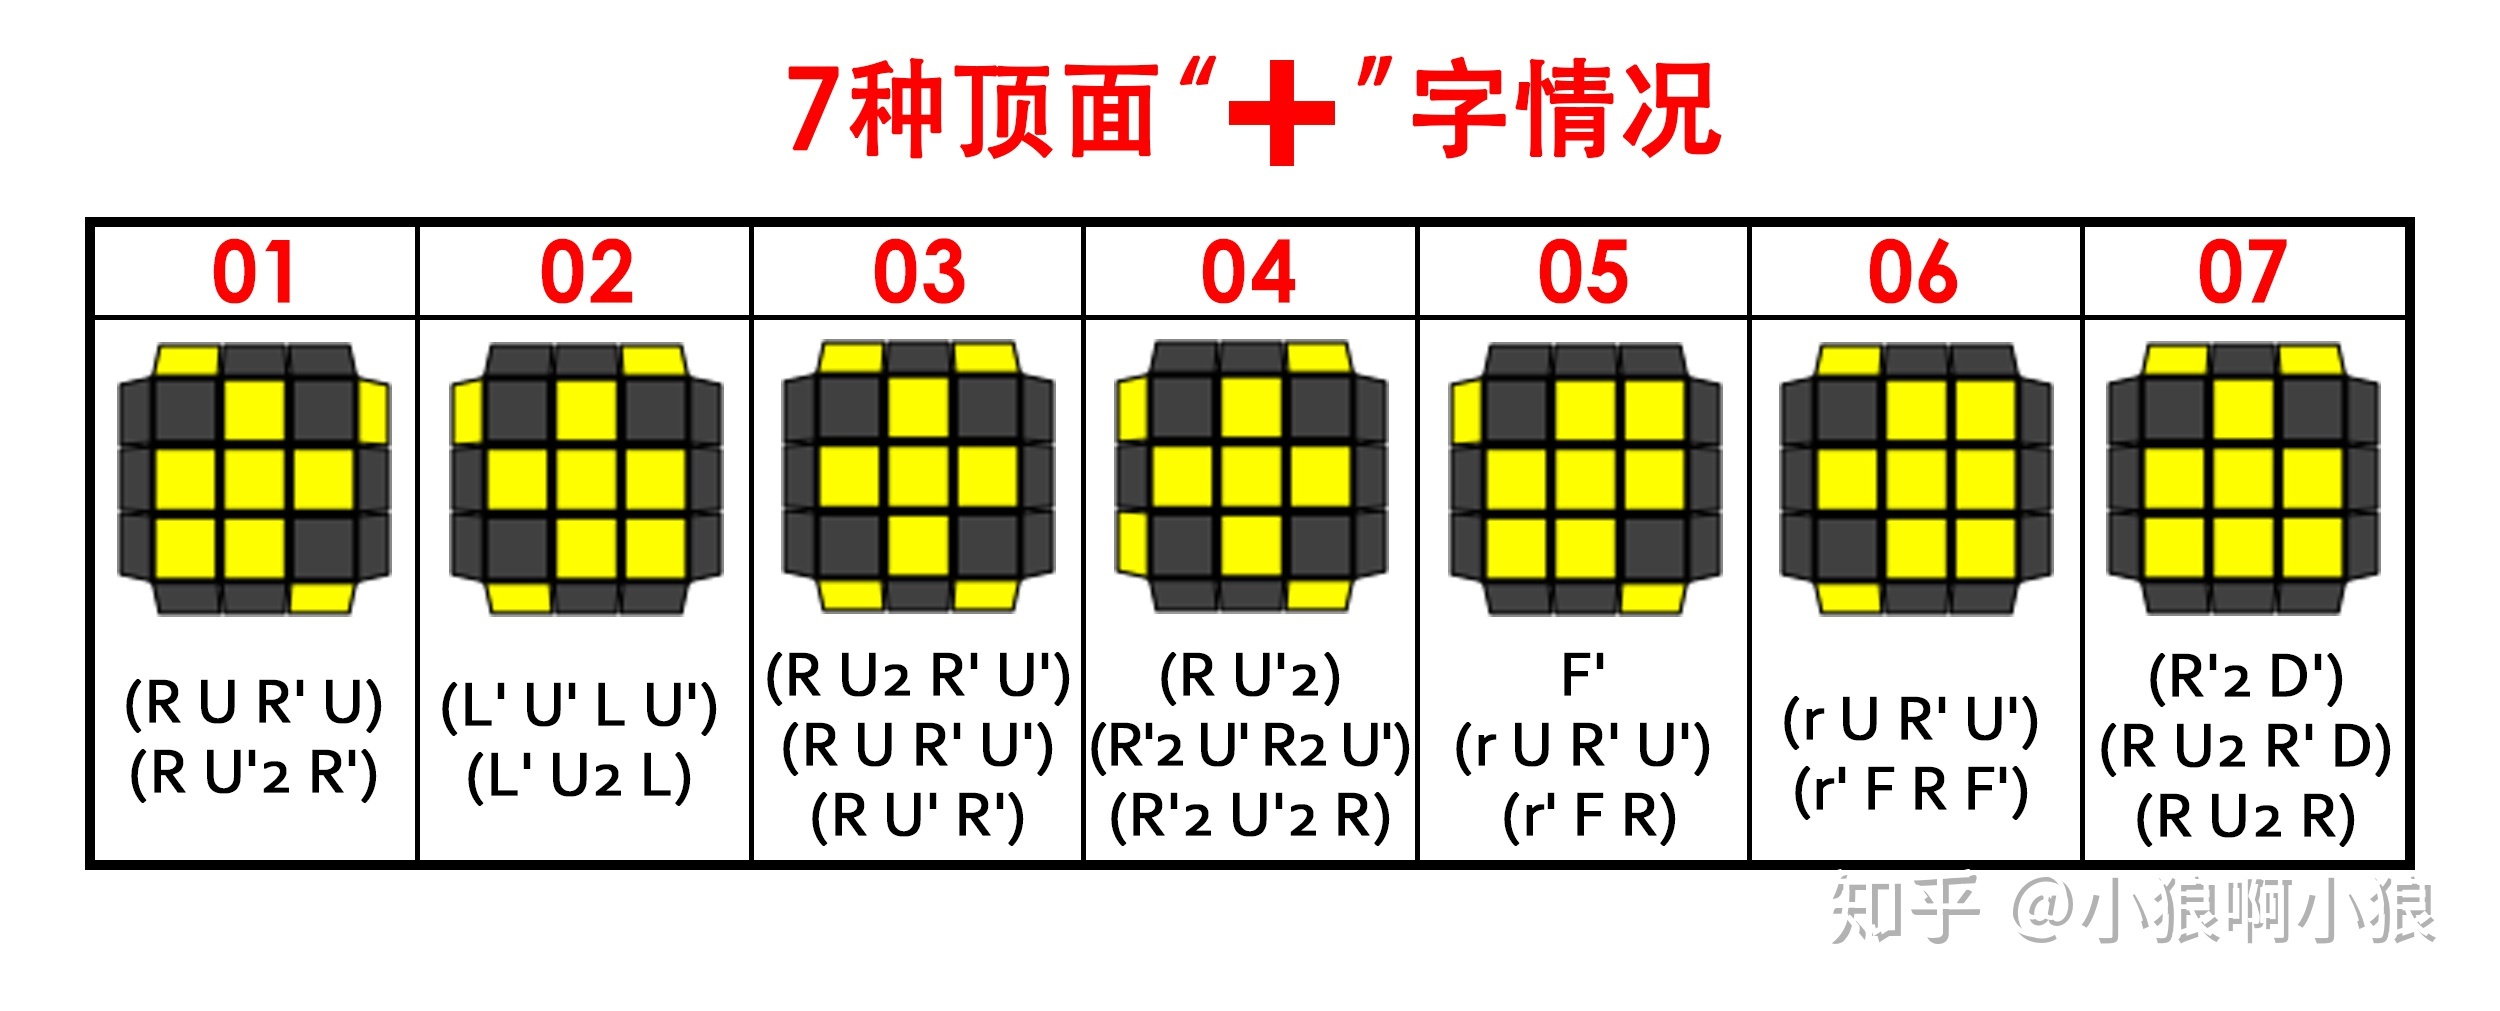 7种顶面“+”字情况
01 02 03 04 05 06 07
(R U R' U)
(R U'2 R')
(L' U' L U')
(L' U2 L)
(R U2 R' U')
(R U R' U')
(R U' R')
(R U'2)
(R'2 U' R2 U')
(R'2 U'2 R)
F'
(r U R' U')
(r' F R)
(r U R' U')
(r' F R F')
(R'2 D')
(R U2 R' D)
(R U2 R)
知乎 @小狼啊小狼